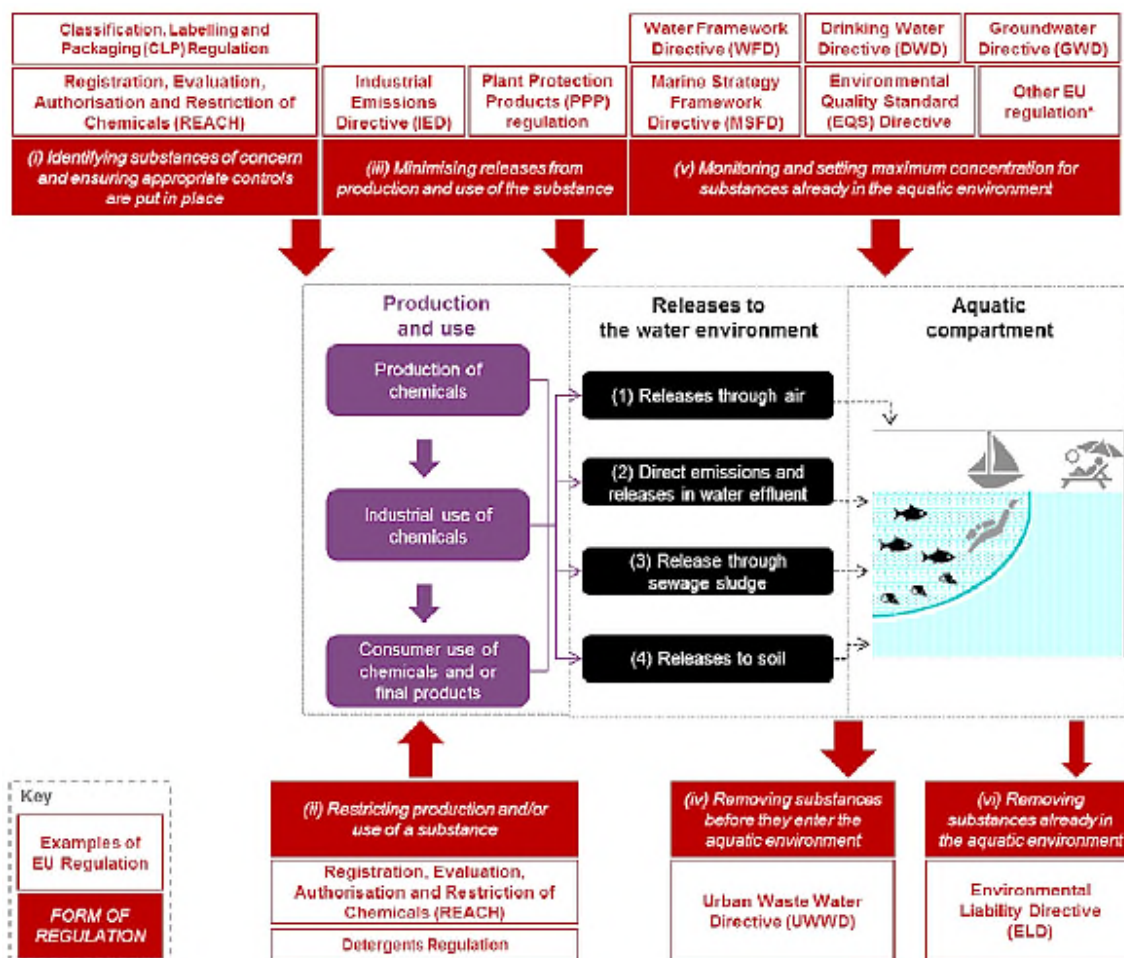 Classification, Labelling and
Packaging (CLP) Regulation
Registration, Evaluation,
Authorisation and Restriction of
Chemicals (REACH)
(i) Identifying substances of concern
and ensuring appropriate controls
are put in place
Industrial
Emissions
Directive (IED)
Plant Protection
Products (PPP)
regulation
(iii) Minimising releases from
production and use of the substance
Water Framework
Directive (WFD)
Drinking Water
Directive (DWD)
Groundwater
Directive (GWD)
Marine Strategy
Framework
Directive (MSFD)
Environmental
Quality Standard
(EQS) Directive
Other EU
regulation*
(v) Monitoring and setting maximum concentration for
substances already in the aquatic environment
Production
and use
Releases to
the water environment
Aquatic
compartment
Production of
chemicals
Industrial use of
chemicals
Consumer use of
chemicals and or
final products
(1) Releases through air
(2) Direct emissions and
releases in water effluent
(3) Release through
sewage sludge
(4) Releases to soil
Key
Examples of
EU Regulation
FORM OF
REGULATION
(ii) Restricting production and/or
use of a substance
Registration, Evaluation,
Authorisation and Restriction of
Chemicals (REACH)
Detergents Regulation
(iv) Removing substances
before they enter the
aquatic environment
Urban Waste Water
Directive (UWWD)
(vi) Removing
substances already in
the aquatic environment
Environmental
Liability Directive
(ELD)